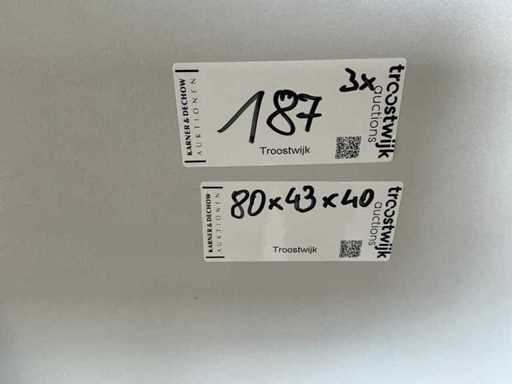 KARNER & DECHOW
AUKTIONEN
187
3x
Troostwijk
troostwijk
auctions
KARNER & DECHOW
AUKTIONEN
80x43x40
Troostwijk
troostwijk
auctions